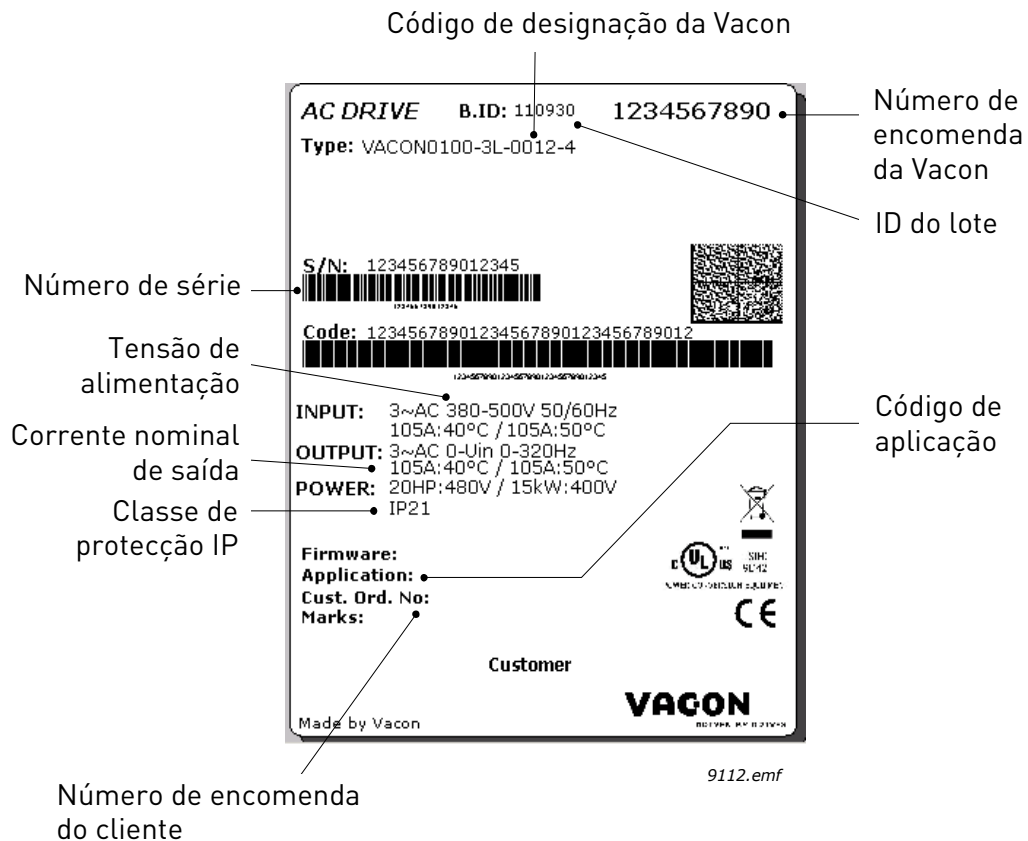 Código de designação da Vacon
AC DRIVE B.ID: 110930 1234567890
Número de
encomenda
da Vacon
Type: VACON0100-3L-0012-4
ID do lote
S/N: 123456789012345
Número de série
Code: 12345678901234567890123456789012
Tensão de
alimentação
INPUT: 3~AC 380-500V 50/60Hz
105A:40°C / 105A:50°C
Código de
aplicação
Corrente nominal
de saída
OUTPUT: 3~AC 0-Uin 0-320Hz
105A:40°C / 105A:50°C
POWER: 20HP:480V / 15kW:400V
IP21
Classe de
protecção IP
Firmware:
Application:
Cust. Ord. No:
Marks:
C UL US
CE
Customer
VACON
Made by Vacon
9112.emf
Número de encomenda
do cliente